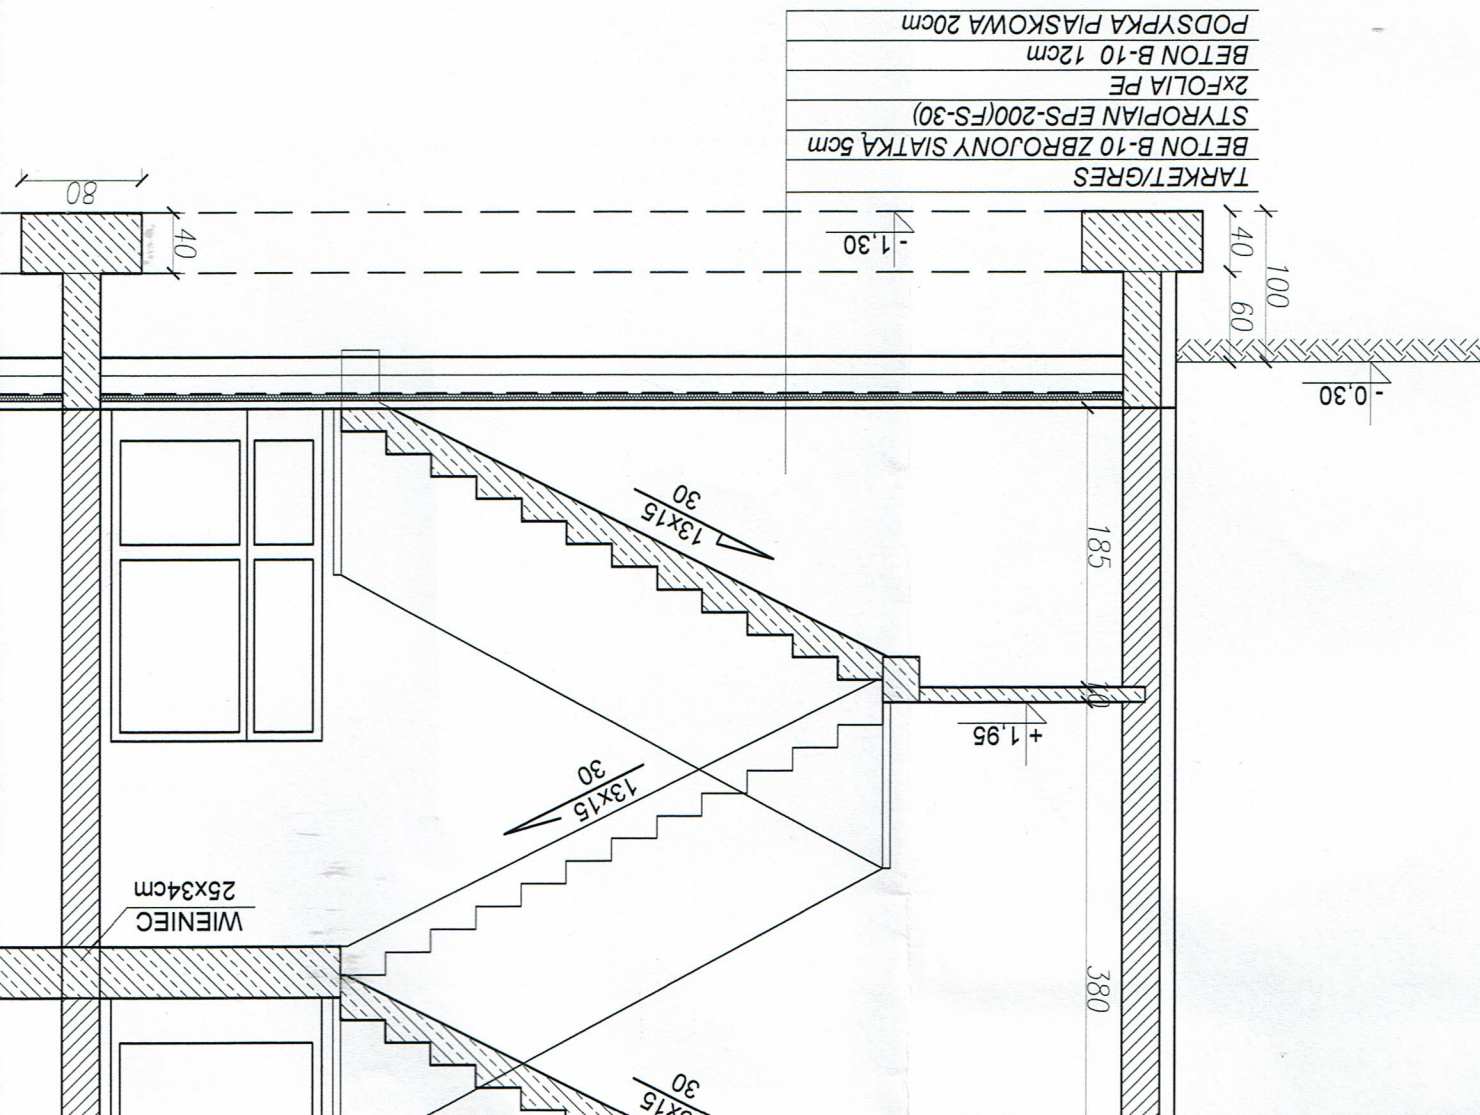 30
380
WIENIEC
25x34cm
13x15
30
+ 1,95
10
185
13x15
30
- 0,30
60
100
40
- 1,30
40
80
TARKET/GRES
BETON B-10 ZBROJONY SIATKĄ 5cm
STYROPIAN EPS-200(FS-30)
2xFOLIA PE
BETON B-10 12cm
PODSYPKA PIASKOWA 20cm